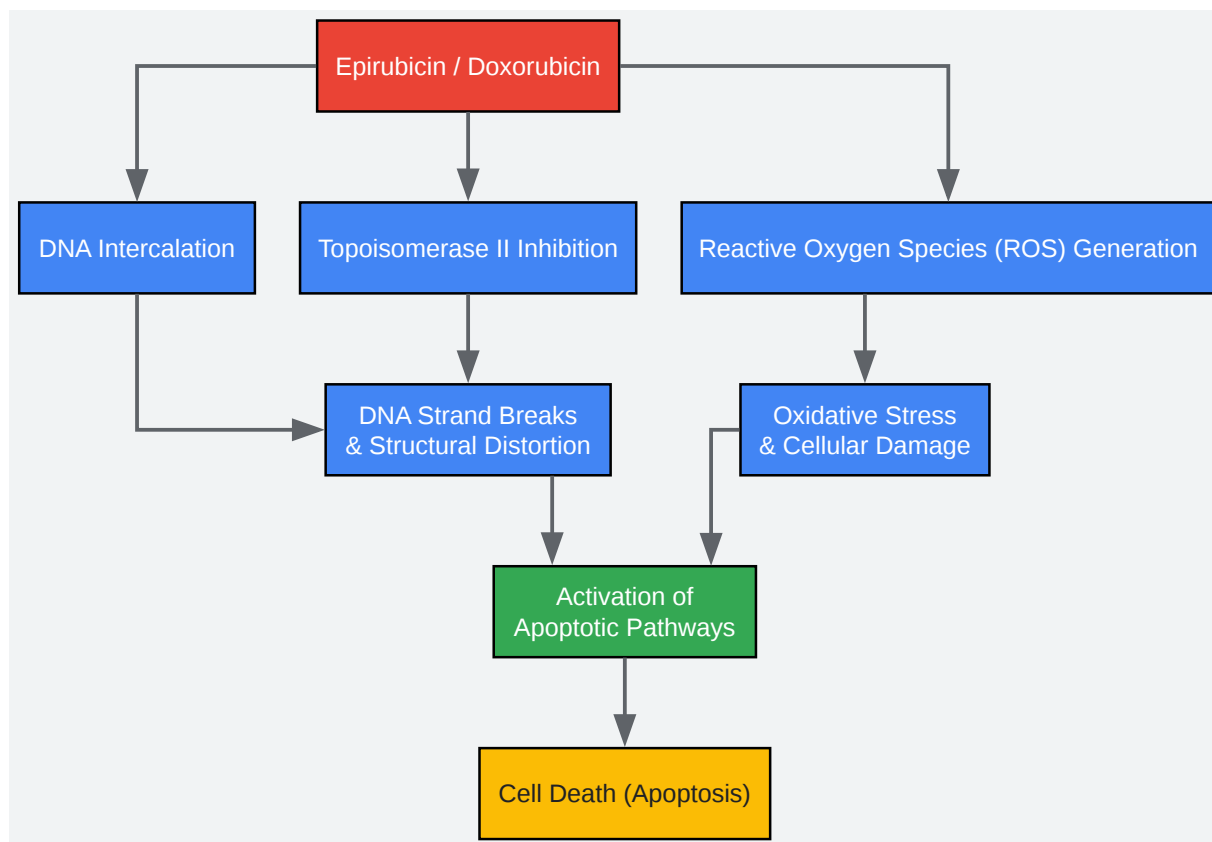 Epirubicin / Doxorubicin
DNA Intercalation
Topoisomerase II Inhibition
Reactive Oxygen Species (ROS) Generation
DNA Strand Breaks
& Structural Distortion
Oxidative Stress
& Cellular Damage
Activation of
Apoptotic Pathways
Cell Death (Apoptosis)